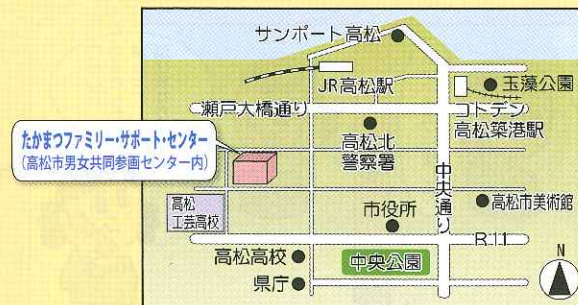 サンポート高松
JR高松駅
玉藻公園
瀬戸大橋通り
コトデン
高松築港駅
たかまつファミリー・サポート・センター
(高松市男女共同参画センター内)
高松北
警察署
中央通り
高松
工芸高校
市役所
高松市美術館
R11
高松高校
中央公園
県庁
N